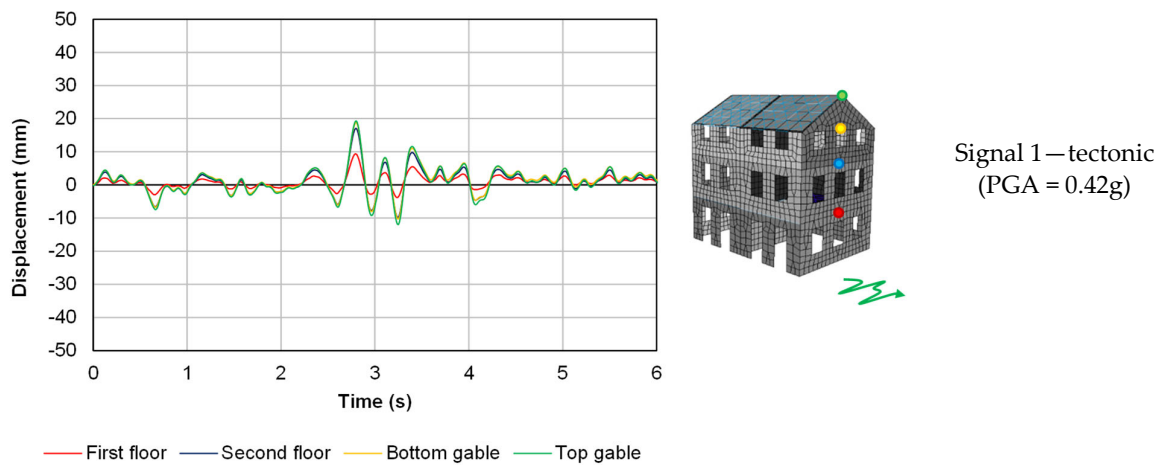 50
40
30
20
10
0
-10
-20
-30
-40
-50
Displacement (mm)
0 1 2 3 4 5 6
Time (s)
First floor Second floor Bottom gable Top gable
Signal 1—tectonic
(PGA = 0.42g)